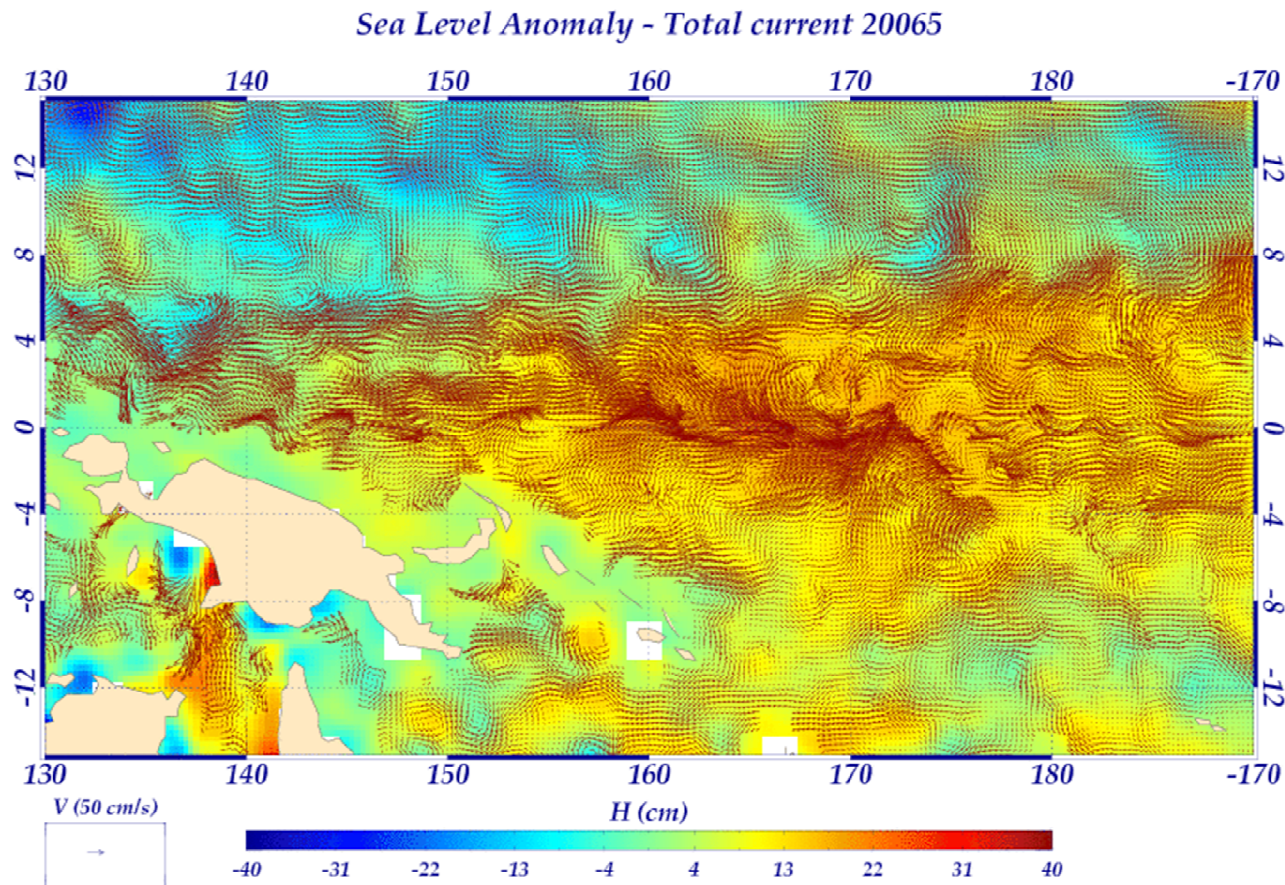 Sea Level Anomaly - Total current 20065
130 140 150 160 170 180 -170
12 12
8 8
4 4
0 0
-4 -4
-8 -8
-12 -12
130 140 150 160 170 180 -170
V (50 cm/s) H (cm)
-40 -31 -22 -13 -4 4 13 22 31 40